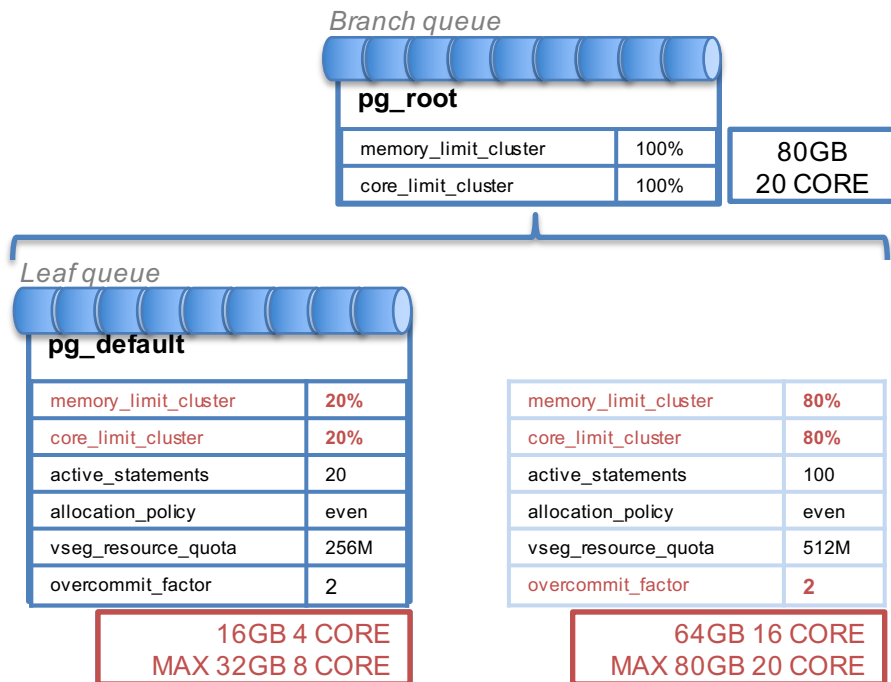 Branch queue
pg_root
memory_limit_cluster 100%
core_limit_cluster 100%
80GB
20 CORE
Leaf queue
pg_default
memory_limit_cluster 20%
core_limit_cluster 20%
active_statements 20
allocation_policy even
vseg_resource_quota 256M
overcommit_factor 2
16GB 4 CORE
MAX 32GB 8 CORE
memory_limit_cluster 80%
core_limit_cluster 80%
active_statements 100
allocation_policy even
vseg_resource_quota 512M
overcommit_factor 2
64GB 16 CORE
MAX 80GB 20 CORE